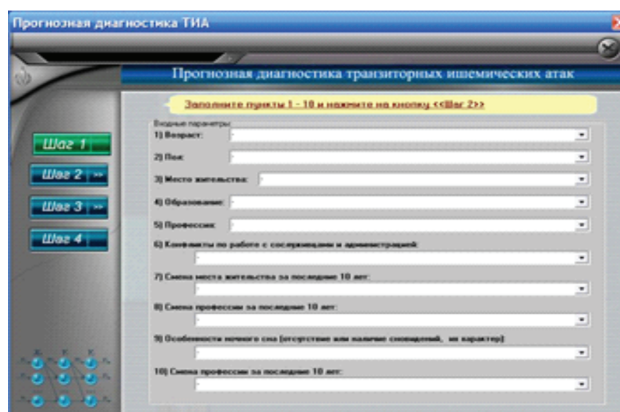 Прогнозная диагностика ТИА
Прогнозная диагностика транзиторных ишемических атак
Заполните пункты 1 - 10 и нажмите на кнопку <<Шаг 2>>
Входные параметры:
1) Возраст:
Шаг 1
2) Пол:
Шаг 2 >>
3) Место жительства:
4) Образование:
Шаг 3 >>
5) Профессия:
Шаг 4
6) Конфликты по работе с сослуживцами и администрацией:
7) Смена места жительства за последние 10 лет:
8) Смена профессии за последние 10 лет:
9) Особенности ночного сна (отсутствие или наличие сновидений, их характер):
10) Смена профессии за последние 10 лет: